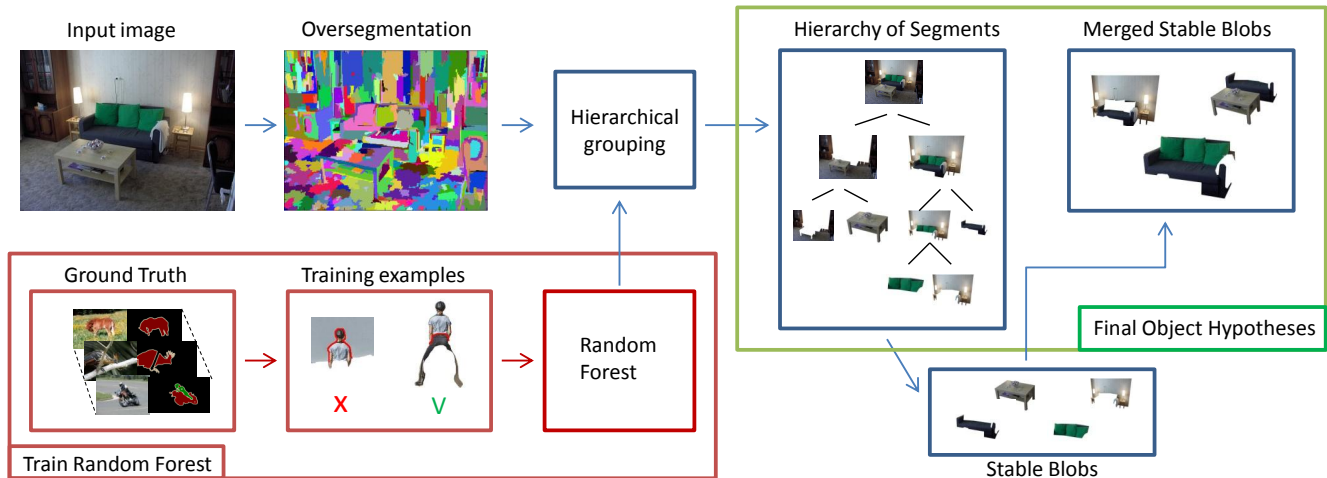 Input image
Oversegmentation
Hierarchical
grouping
Hierarchy of Segments
Merged Stable Blobs
Final Object Hypotheses
Ground Truth
Training examples
X
V
Random
Forest
Train Random Forest
Stable Blobs